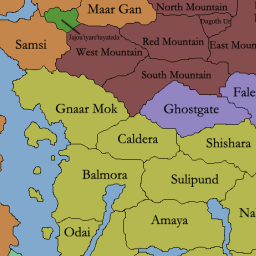 Maar Gan
North Mountain
Dagoth Ur
Samsi
Red Mountain
East Mount
West Mountain
South Mountain
Gnaar Mok
Ghostgate
Fale
Caldera
Shishara
Balmora
Sulipund
Amaya
Na
Odai